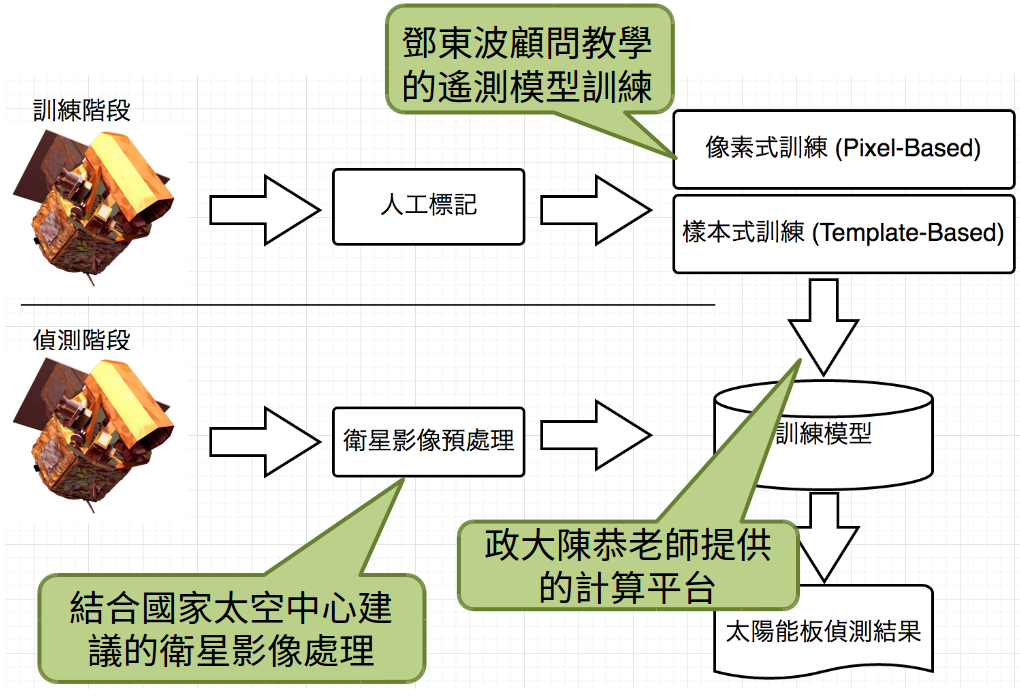 鄧東波顧問教學
的遙測模型訓練
訓練階段
像素式訓練 (Pixel-Based)
人工標記
樣本式訓練 (Template-Based)
偵測階段
衛星影像預處理
訓練模型
政大陳恭老師提供
的計算平台
結合國家太空中心建
議的衛星影像處理
太陽能板偵測結果